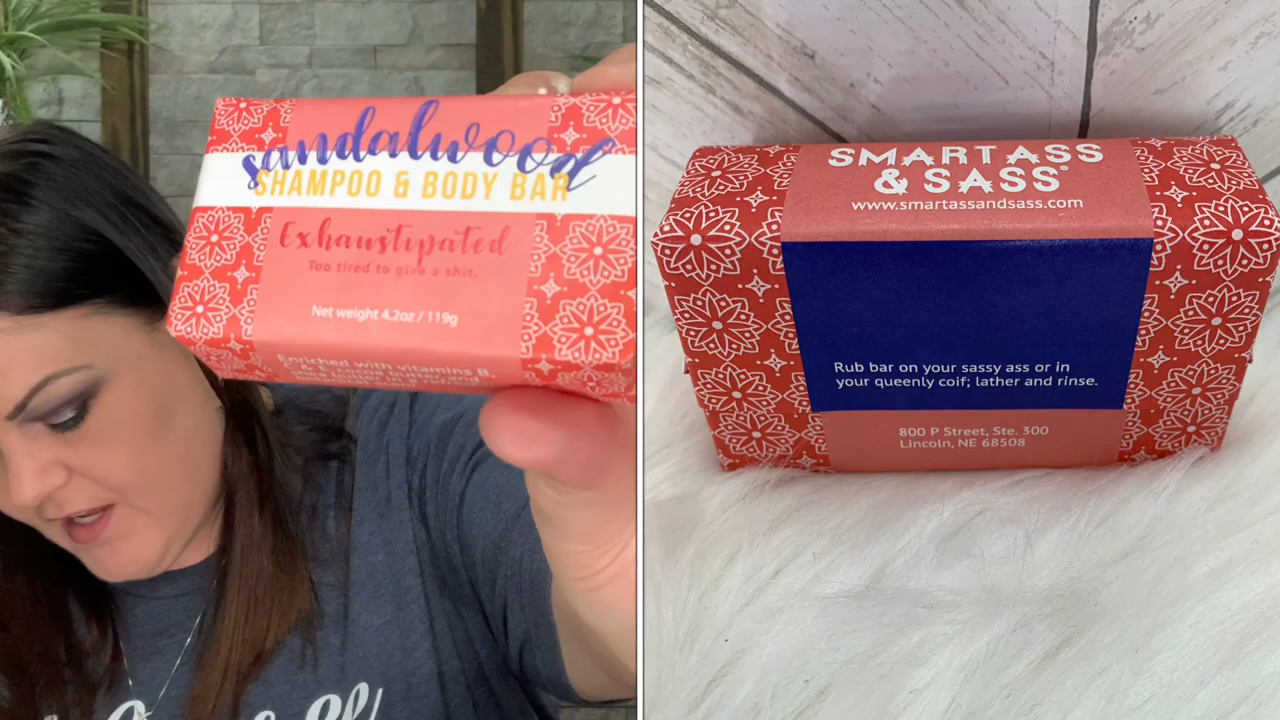 sandalwood
SHAMPOO & BODY BAR
Exhaustipated
Too tired to give a shit.
Net weight 4.2oz / 119g
Enriched with vitamins B,
SMARTASS
& SASS
www.smartassandsass.com
Rub bar on your sassy ass or in
your queenly coif; lather and rinse.
800 P Street, Ste. 300
Lincoln, NE 68508